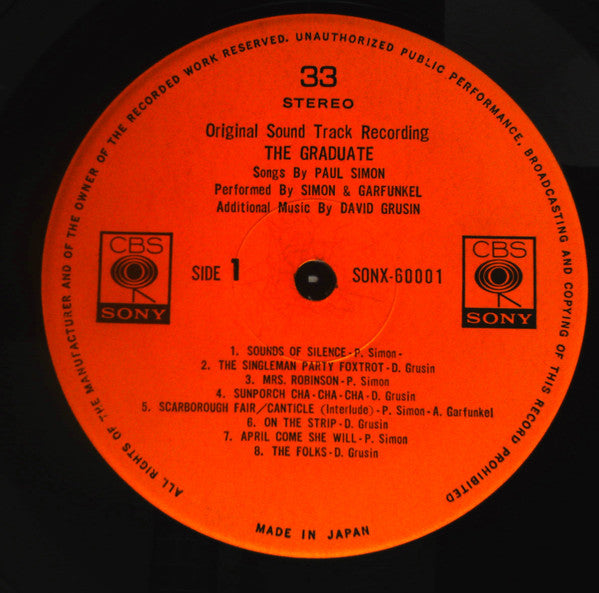 ALL RIGHTS OF THE MANUFACTURER AND OF THE OWNER OF THE RECORDED WORK RESERVED. UNAUTHORIZED PUBLIC PERFORMANCE, BROADCASTING AND COPYING OF THIS RECORD PROHIBITED
33
STEREO
Original Sound Track Recording
THE GRADUATE
Songs By PAUL SIMON
Performed By SIMON & GARFUNKEL
Additional Music By DAVID GRUSIN
CBS
SONY
SIDE 1
SONX-60001
CBS
SONY
1. SOUNDS OF SILENCE-P. Simon-
2. THE SINGLEMAN PARTY FOXTROT-D. Grusin
3. MRS. ROBINSON-P. Simon
4. SUNPORCH CHA-CHA-CHA-D. Grusin
5. SCARBOROUGH FAIR/CANTICLE (Interlude)-P. Simon-A. Garfunkel
6. ON THE STRIP-D. Grusin
7. APRIL COME SHE WILL-P. Simon
8. THE FOLKS-D. Grusin
MADE IN JAPAN